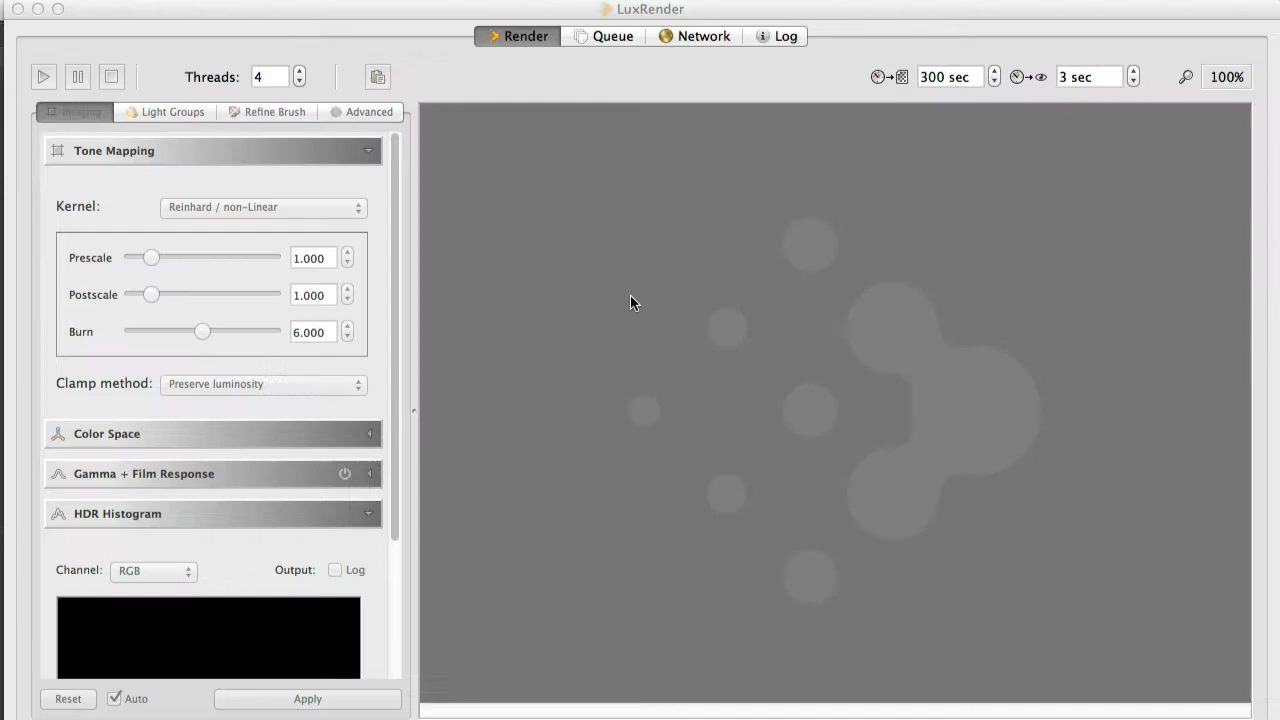 LuxRender
Render Queue Network Log
Threads: 4 300 sec 3 sec 100%
Imaging Light Groups Refine Brush Advanced
Tone Mapping
Kernel: Reinhard / non-Linear
Prescale 1.000
Postscale 1.000
Burn 6.000
Clamp method: Preserve luminosity
Color Space
Gamma + Film Response
HDR Histogram
Channel: RGB Output: Log
Reset Auto Apply